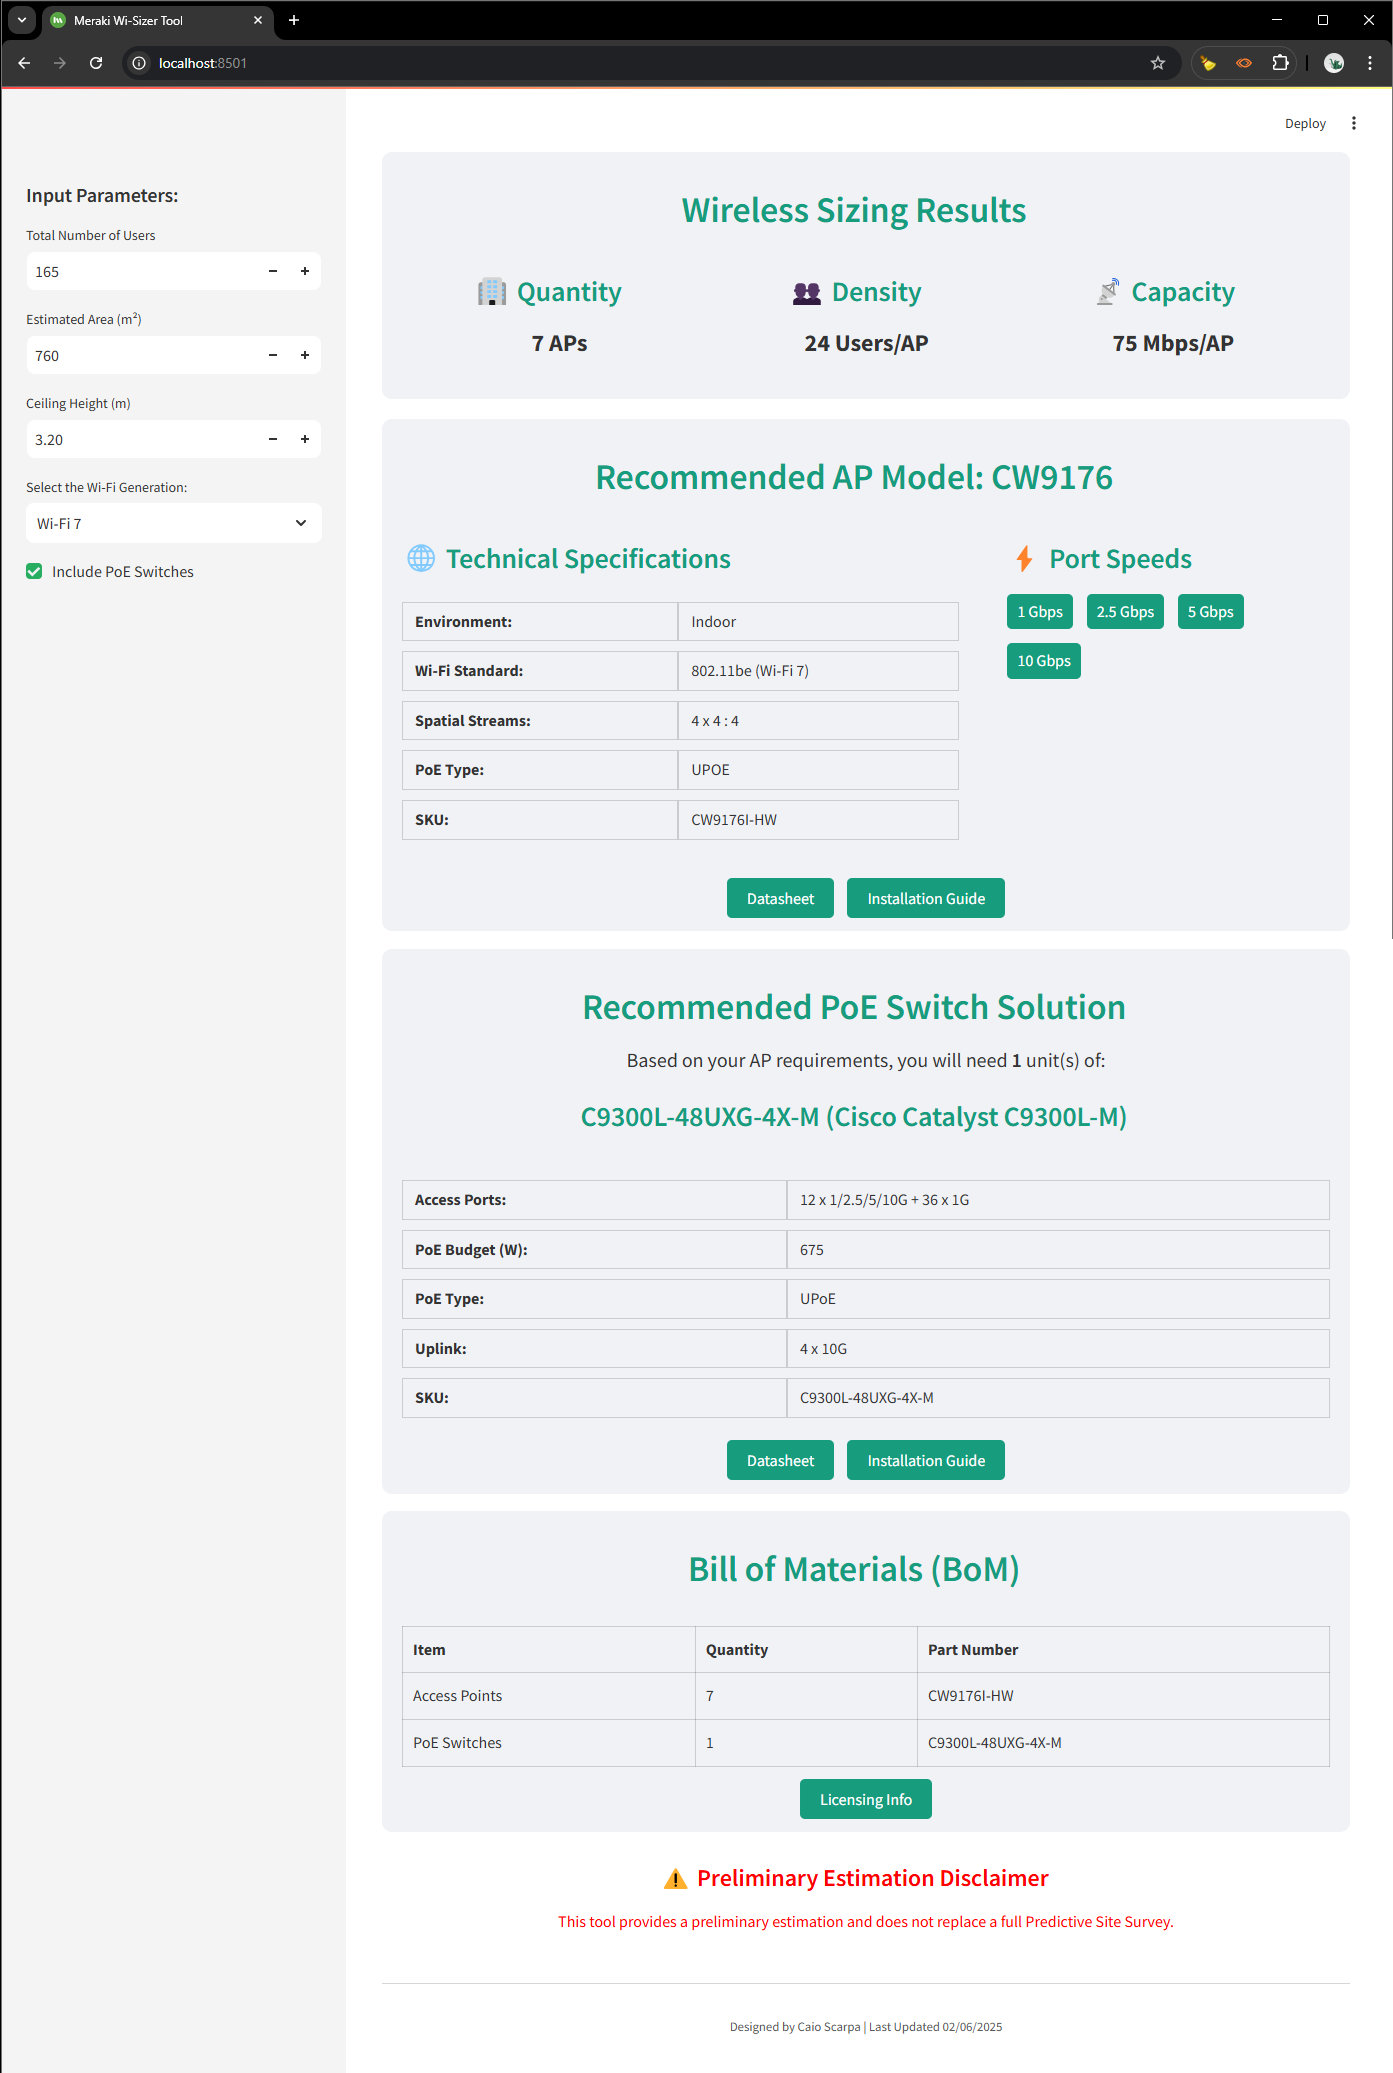 Meraki Wi-Sizer Tool
localhost:8501
Deploy
Input Parameters:
Total Number of Users
165
Estimated Area (m²)
760
Ceiling Height (m)
3.20
Select the Wi-Fi Generation:
Wi-Fi 7
Include PoE Switches
Wireless Sizing Results
Quantity
7 APs
Density
24 Users/AP
Capacity
75 Mbps/AP
Recommended AP Model: CW9176
Technical Specifications
Environment: Indoor
Wi-Fi Standard: 802.11be (Wi-Fi 7)
Spatial Streams: 4 x 4 : 4
PoE Type: UPOE
SKU: CW9176I-HW
Port Speeds
1 Gbps 2.5 Gbps 5 Gbps
10 Gbps
Datasheet Installation Guide
Recommended PoE Switch Solution
Based on your AP requirements, you will need 1 unit(s) of:
C9300L-48UXG-4X-M (Cisco Catalyst C9300L-M)
Access Ports: 12 x 1/2.5/5/10G + 36 x 1G
PoE Budget (W): 675
PoE Type: UPoE
Uplink: 4 x 10G
SKU: C9300L-48UXG-4X-M
Datasheet Installation Guide
Bill of Materials (BoM)
Item Quantity Part Number
Access Points 7 CW9176I-HW
PoE Switches 1 C9300L-48UXG-4X-M
Licensing Info
Preliminary Estimation Disclaimer
This tool provides a preliminary estimation and does not replace a full Predictive Site Survey.
Designed by Caio Scarpa | Last Updated 02/06/2025